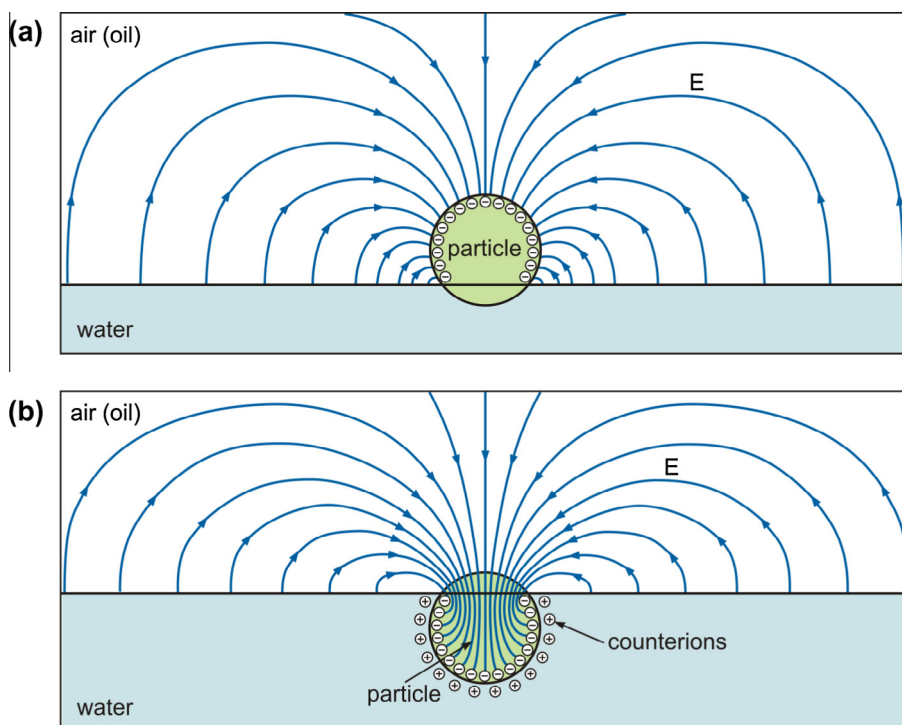 (a)
air (oil)
E
particle
water
(b)
air (oil)
E
counterions
particle
water